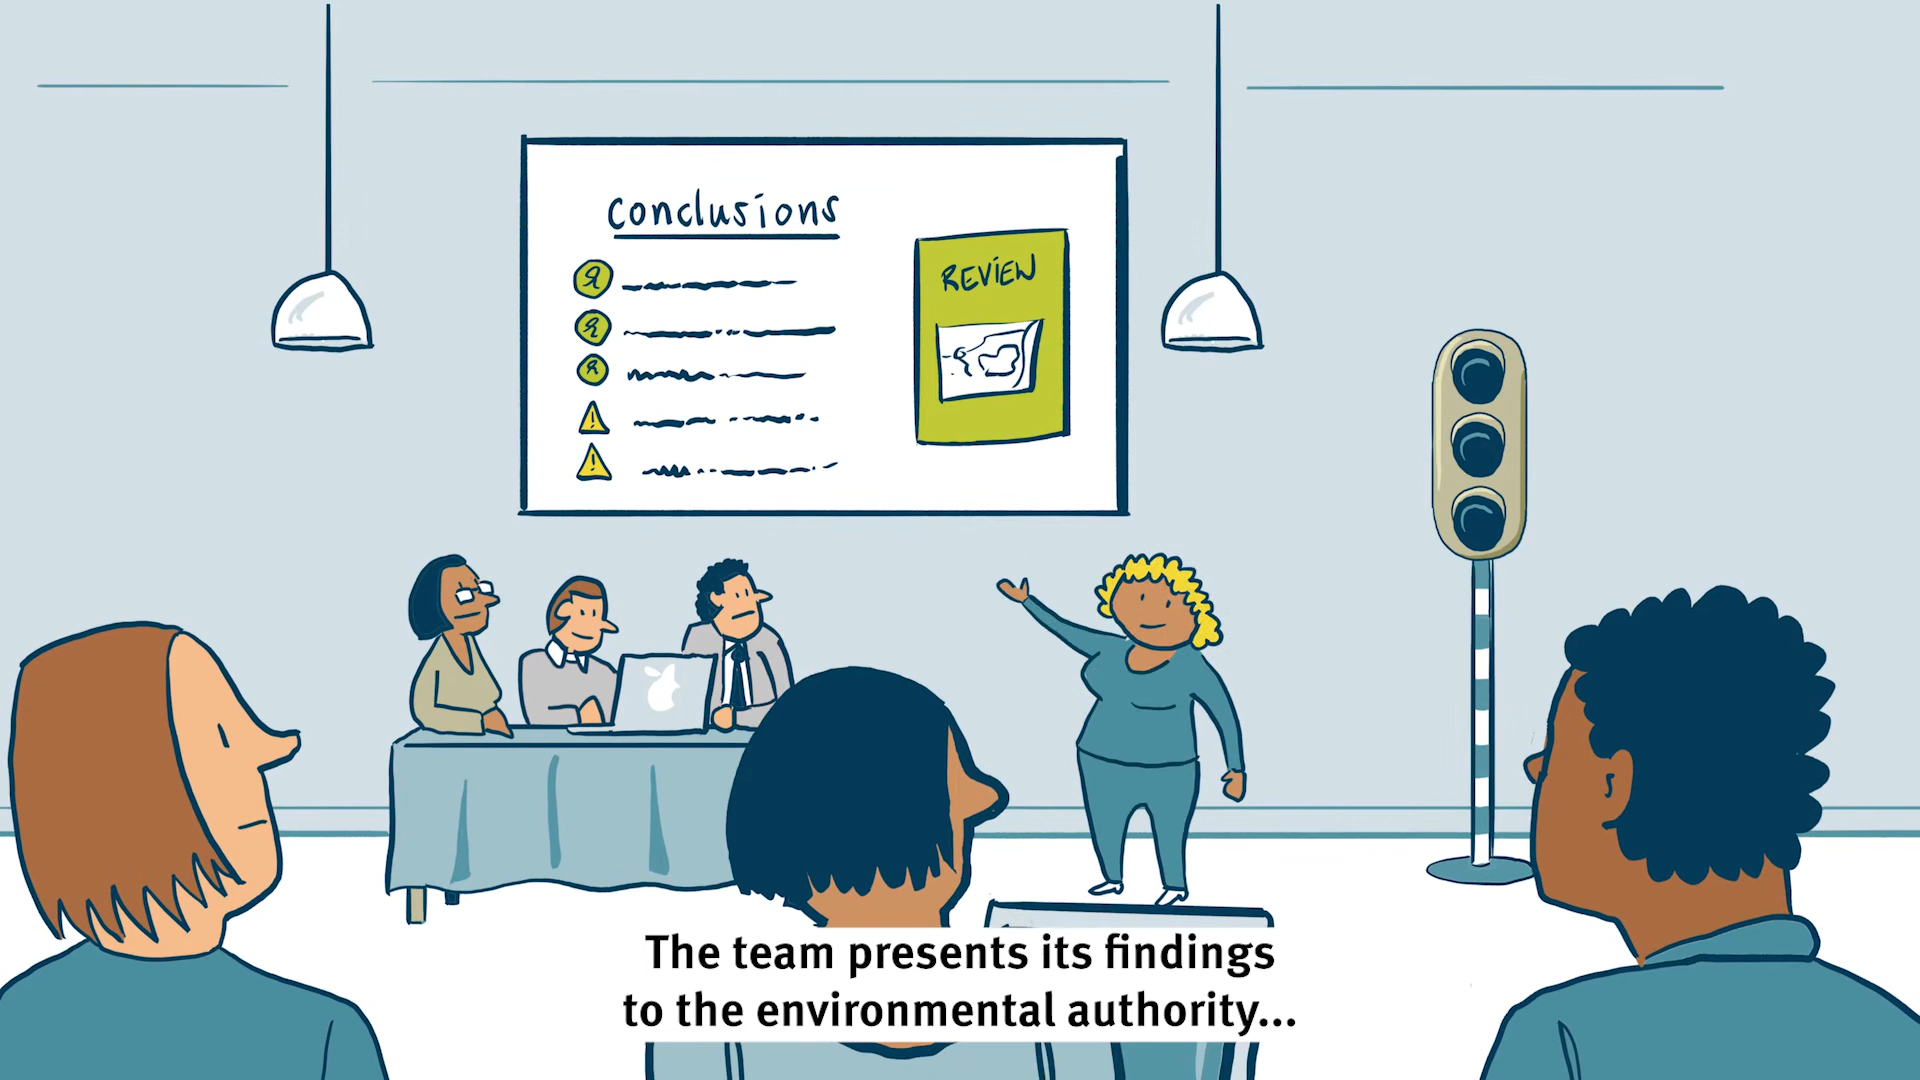 conclusions
REVIEW
The team presents its findings
to the environmental authority...